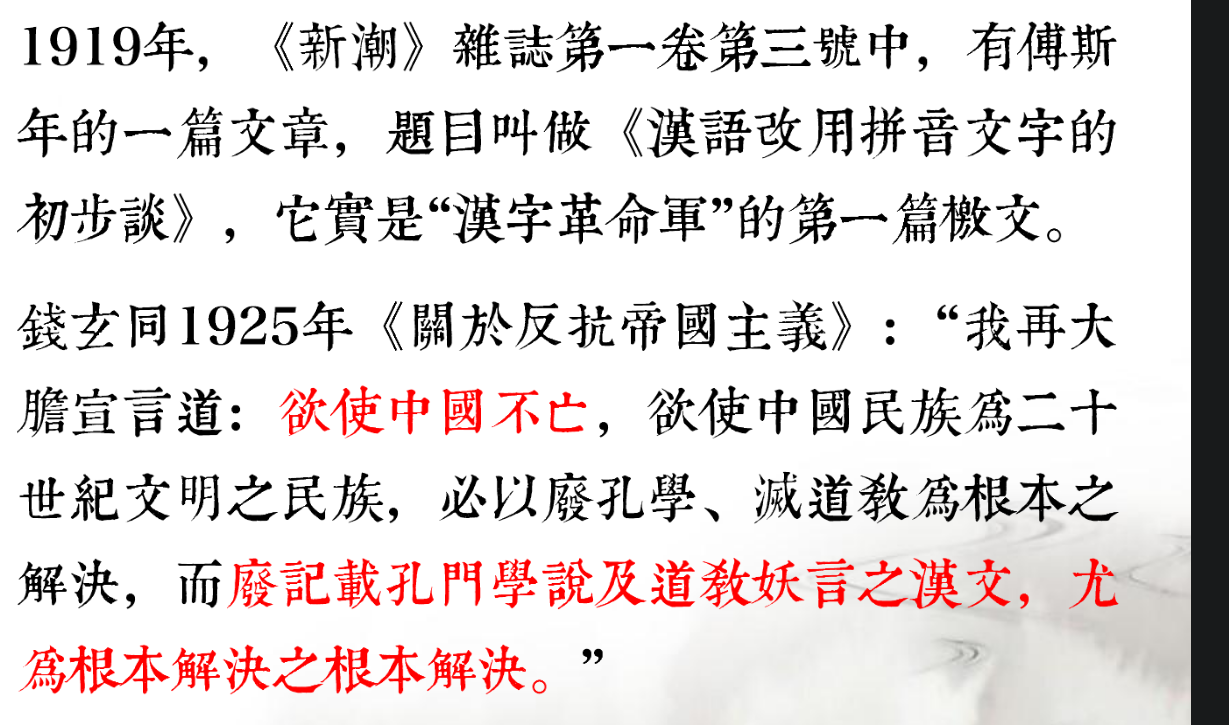 1919年，《新潮》雜誌第一卷第三號中，有傅斯
年的一篇文章，題目叫做《漢語改用拼音文字的
初步談》，它實是“漢字革命軍”的第一篇檄文。
錢玄同1925年《關於反抗帝國主義》：“我再大
膽宣言道：欲使中國不亡，欲使中國民族爲二十
世紀文明之民族，必以廢孔學、滅道教爲根本之
解決，而廢記載孔門學說及道教妖言之漢文，尤
爲根本解決之根本解決。”